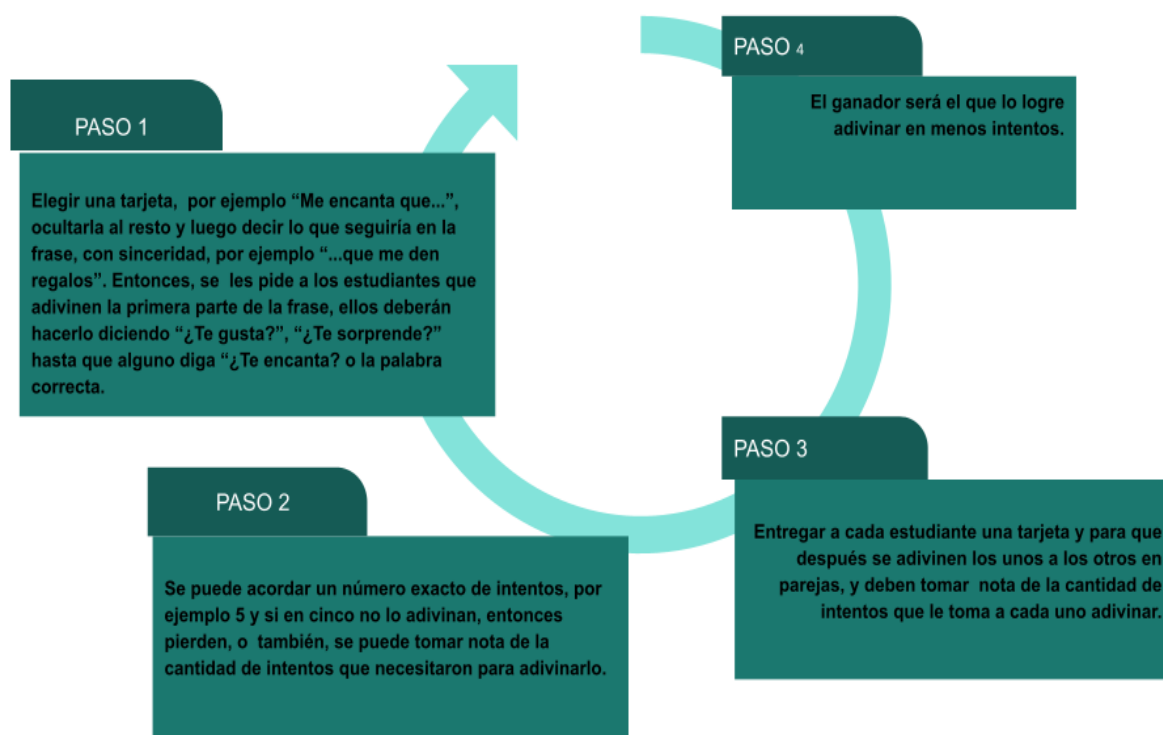 PASO 1
Elegir una tarjeta, por ejemplo “Me encanta que...”,
ocultarla al resto y luego decir lo que seguiría en la
frase, con sinceridad, por ejemplo “...que me den
regalos”. Entonces, se les pide a los estudiantes que
adivinen la primera parte de la frase, ellos deberán
hacerlo diciendo “¿Te gusta?”, “¿Te sorprende?”
hasta que alguno diga “¿Te encanta? o la palabra
correcta.
PASO 2
Se puede acordar un número exacto de intentos, por
ejemplo 5 y si en cinco no lo adivinan, entonces
pierden, o también, se puede tomar nota de la
cantidad de intentos que necesitaron para adivinarlo.
PASO 3
Entregar a cada estudiante una tarjeta y para que
después se adivinen los unos a los otros en
parejas, y deben tomar nota de la cantidad de
intentos que le toma a cada uno adivinar.
PASO 4
El ganador será el que lo logre
adivinar en menos intentos.